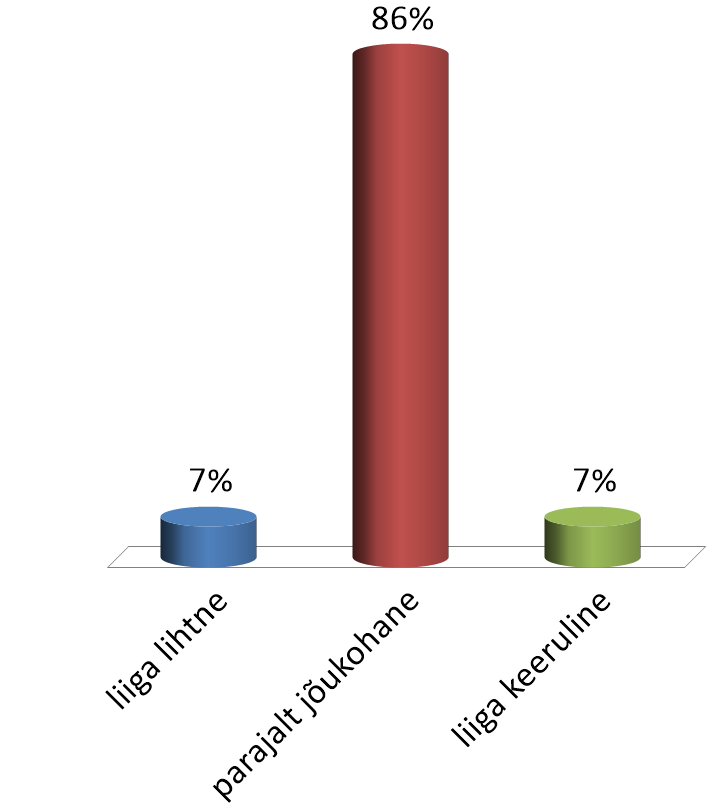 86%
7%
7%
liiga lihtne
parajalt jõukohane
liiga keeruline